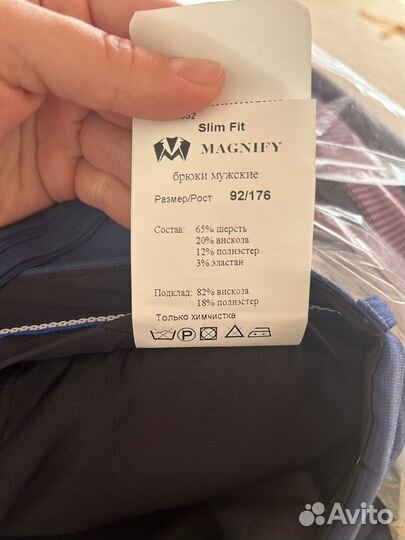 Slim Fit
MAGNIFY
брюки мужские
Размер/Рост 92/176
Состав: 65% шерсть
20% вискоза
12% полиэстер
3% эластан
Подклад: 82% вискоза
18% полиэстер
Только химчистка
P
Avito